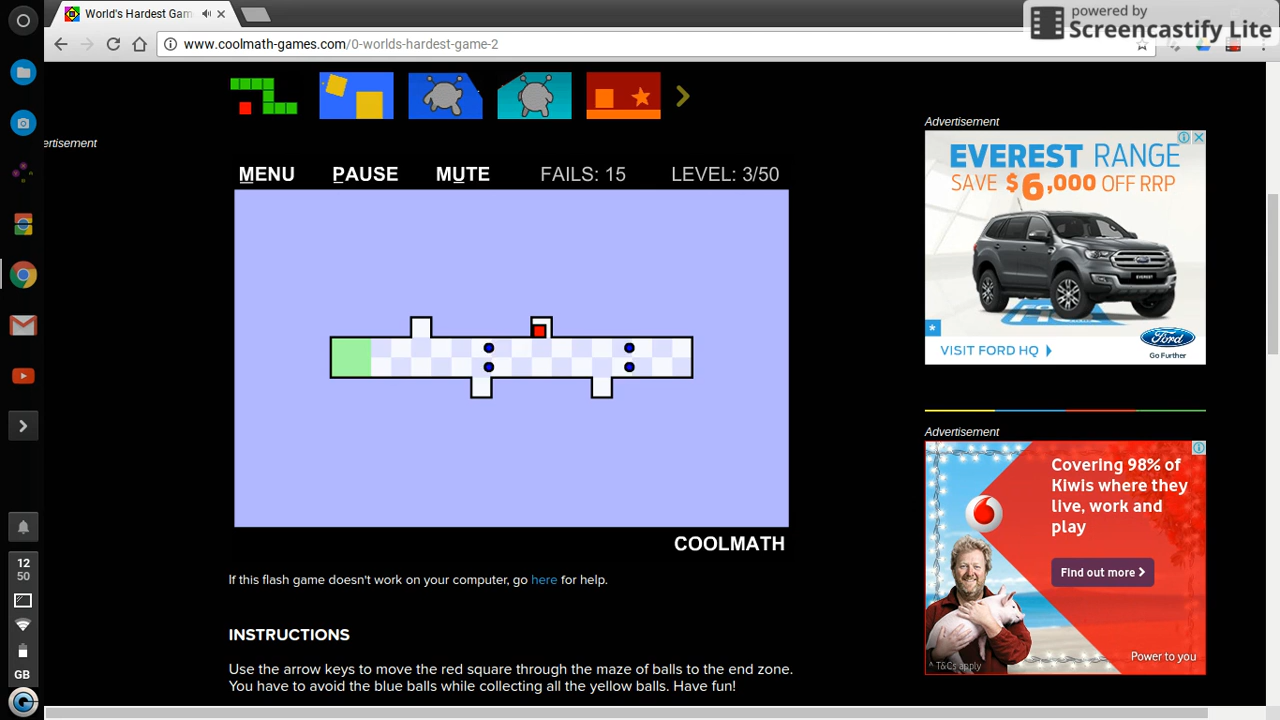 World's Hardest Gam
powered by
Screencastify Lite
www.coolmath-games.com/0-worlds-hardest-game-2
ertisement
MENU PAUSE MUTE FAILS: 15 LEVEL: 3/50
COOLMATH
If this flash game doesn't work on your computer, go here for help.
INSTRUCTIONS
Use the arrow keys to move the red square through the maze of balls to the end zone.
You have to avoid the blue balls while collecting all the yellow balls. Have fun!
Advertisement
EVEREST RANGE
SAVE $6,000 OFF RRP
*
VISIT FORD HQ
Ford
Go Further
Advertisement
Covering 98% of
Kiwis where they
live, work and
play
Find out more
^ T&Cs apply
Power to you
12
50
GB